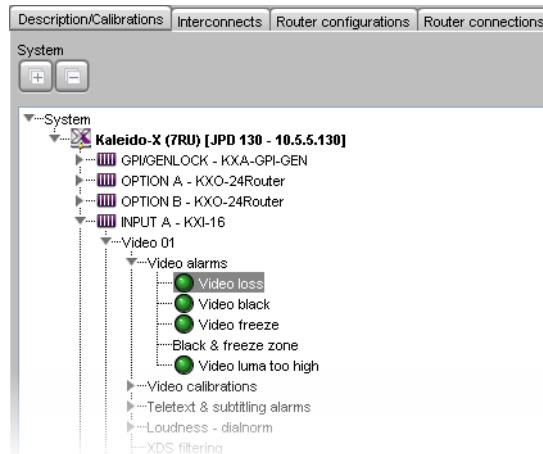 Description/Calibrations Interconnects Router configurations Router connections
System
System
Kaleido-X (7RU) [JPD 130 - 10.5.5.130]
GPI/GENLOCK - KXA-GPI-GEN
OPTION A - KXO-24Router
OPTION B - KXO-24Router
INPUT A - KXI-16
Video 01
Video alarms
Video loss
Video black
Video freeze
Black & freeze zone
Video luma too high
Video calibrations
Teletext & subtitling alarms
Loudness - dialnorm
XDS filtering